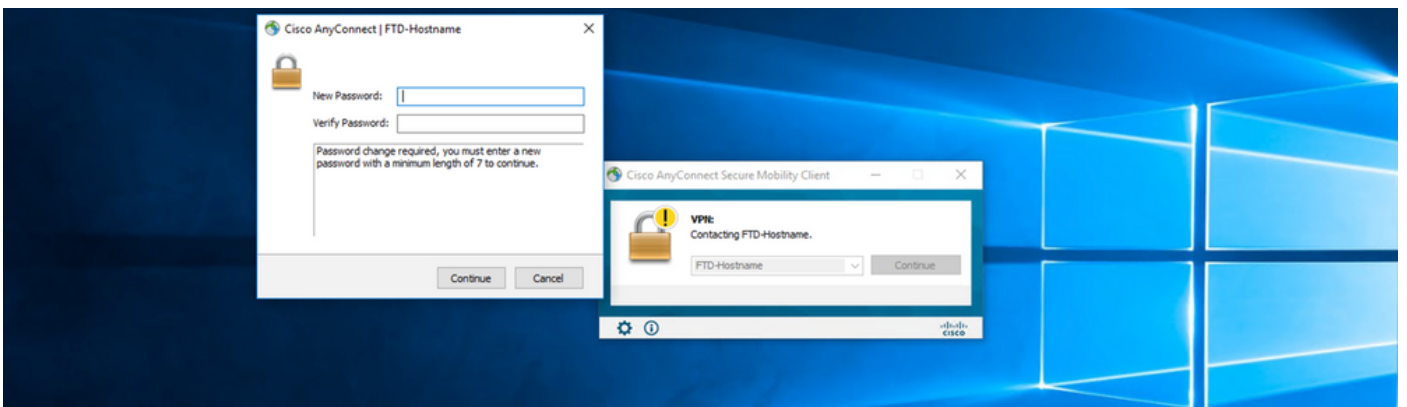 Cisco AnyConnect | FTD-Hostname
New Password:
Verify Password:
Password change required, you must enter a new
password with a minimum length of 7 to continue.
Continue Cancel
Cisco AnyConnect Secure Mobility Client
VPN:
Contacting FTD-Hostname.
FTD-Hostname Continue
CISCO